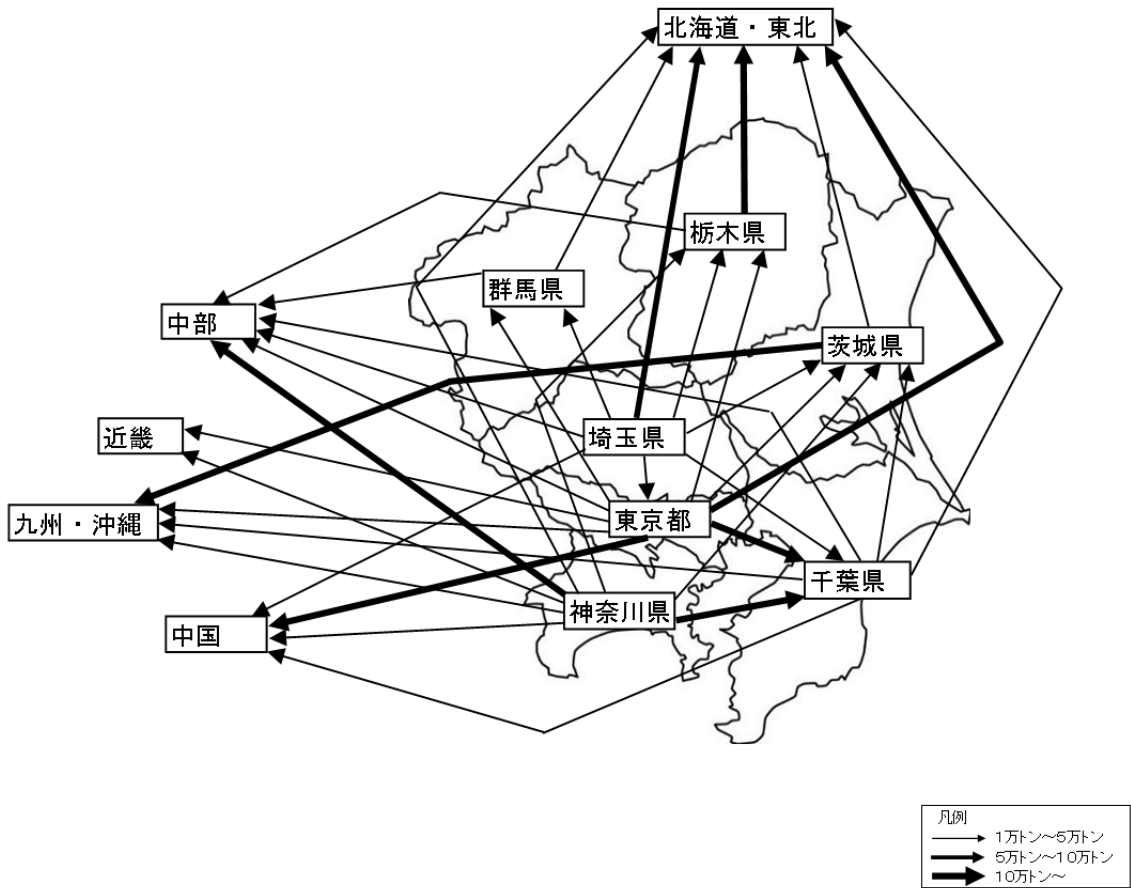 北海道・東北
栃木県
群馬県
中部
茨城県
近畿
埼玉県
九州・沖縄
東京都
千葉県
神奈川県
中国
凡例
1万トン～5万トン
5万トン～10万トン
10万トン～